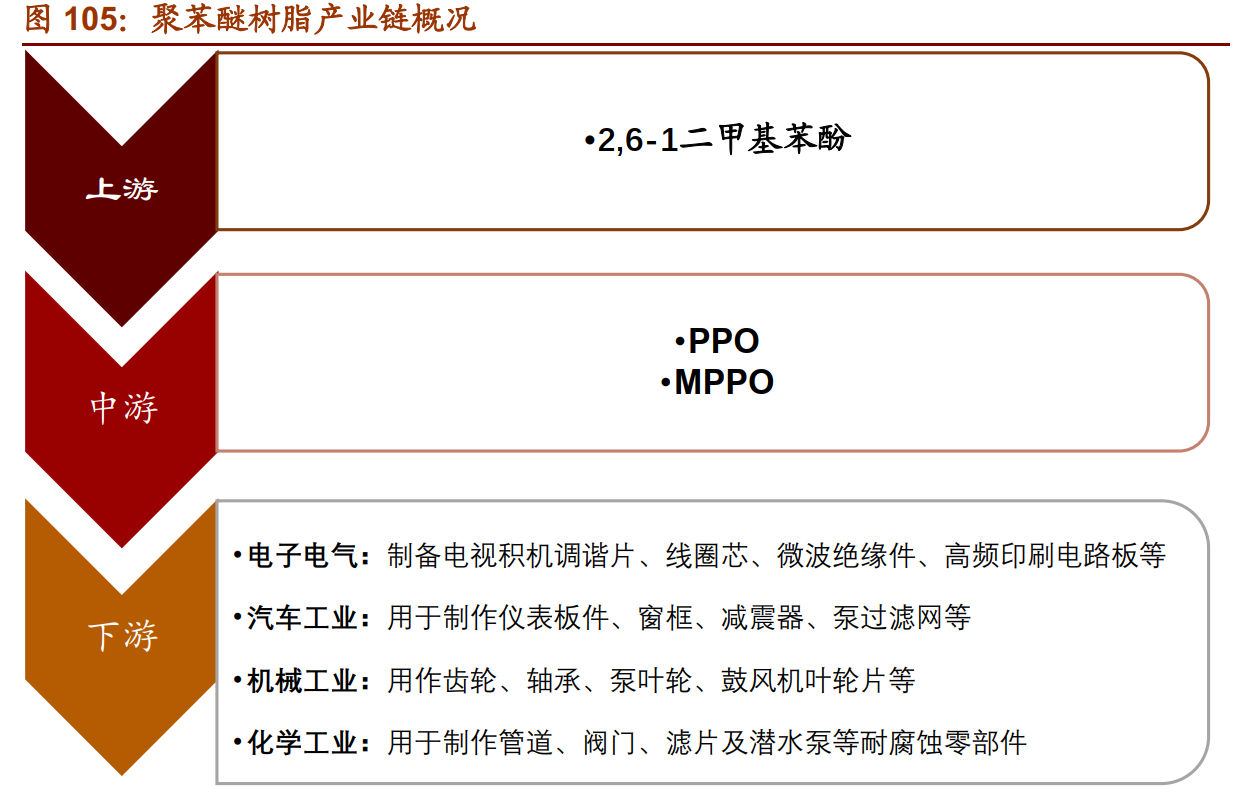 图 105：聚苯醚树脂产业链概况
上游
•2,6-1二甲基苯酚
中游
•PPO
•MPPO
下游
•电子电气：制备电视积机调谐片、线圈芯、微波绝缘件、高频印刷电路板等
•汽车工业：用于制作仪表板件、窗框、减震器、泵过滤网等
•机械工业：用作齿轮、轴承、泵叶轮、鼓风机叶轮片等
•化学工业：用于制作管道、阀门、滤片及潜水泵等耐腐蚀零部件